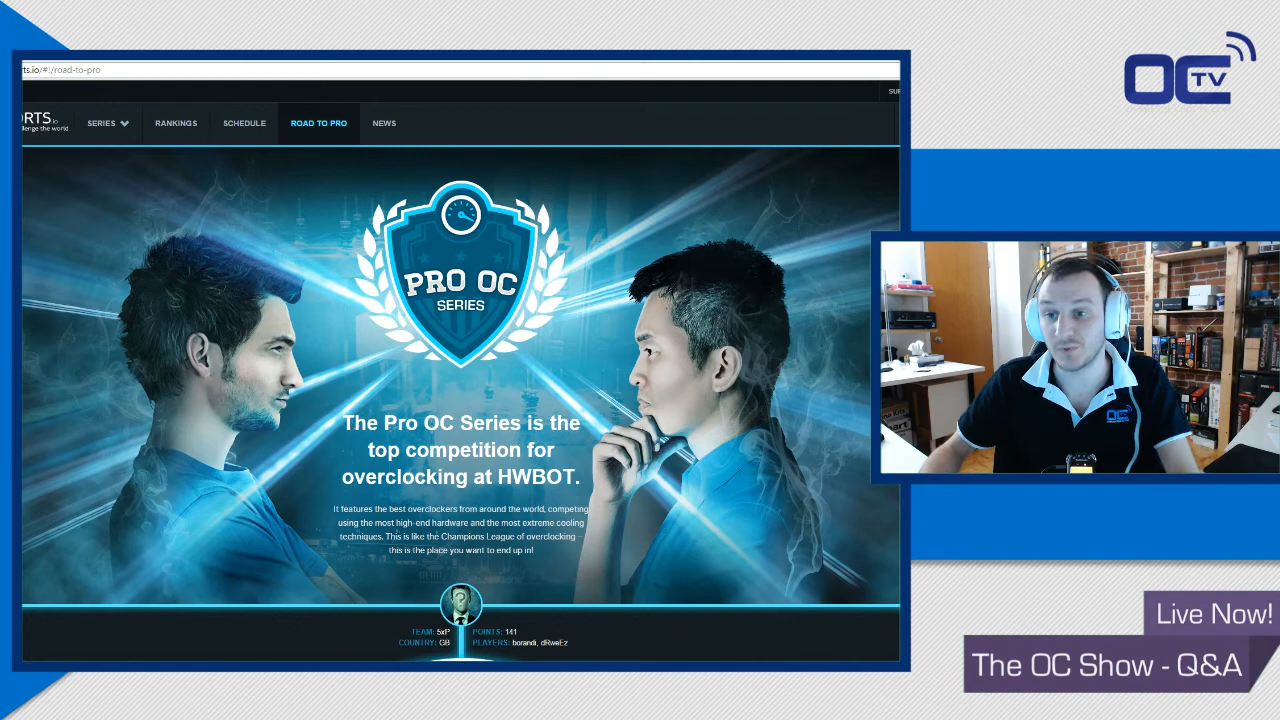 rts.io/#!/road-to-pro
SUP
ORTS.io
SERIES
RANKINGS
SCHEDULE
ROAD TO PRO
NEWS
PRO OC
SERIES
The Pro OC Series is the
top competition for
overclocking at HWBOT.
It features the best overclockers from around the world, competing
using the most high-end hardware and the most extreme cooling
techniques. This is like the Champions League of overclocking –
this is the place you want to end up in!
TEAM: 5xP
POINTS: 141
COUNTRY: GB
PLAYERS: borandi, dRweEz
OC TV
OC
Live Now!
The OC Show - Q&A